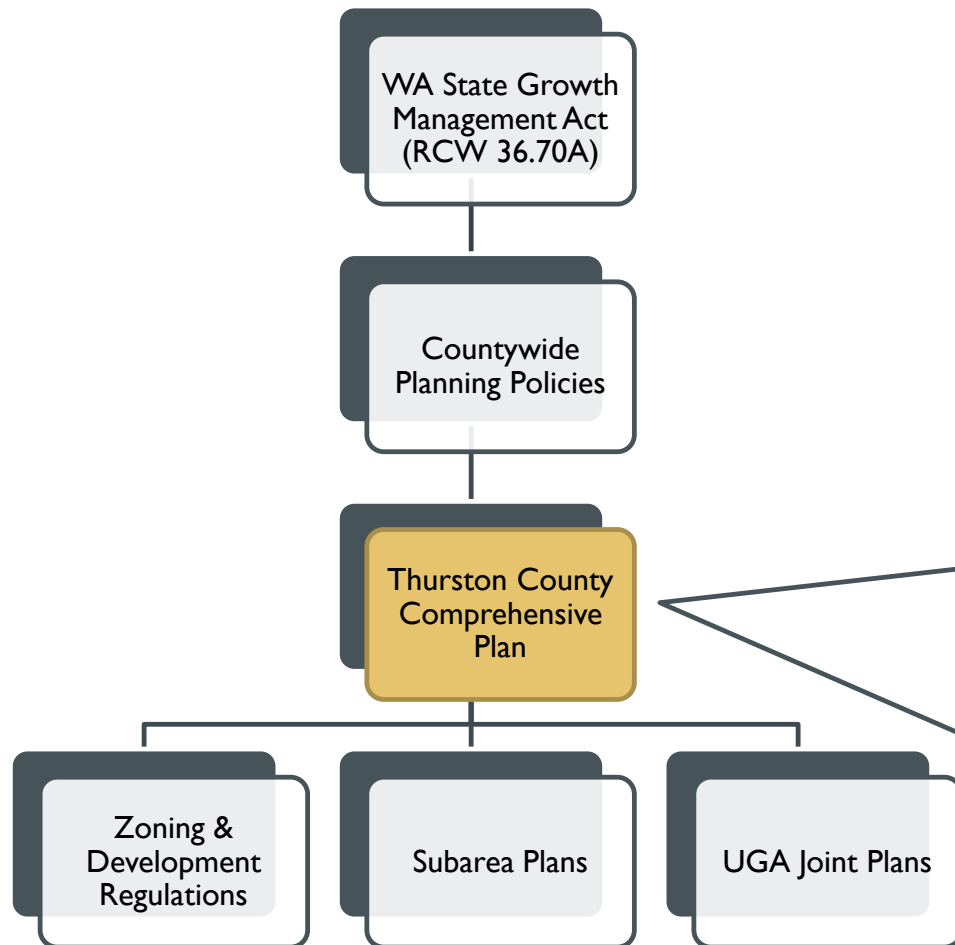 WA State Growth
Management Act
(RCW 36.70A)
Countywide
Planning Policies
Thurston County
Comprehensive
Plan
Zoning &
Development
Regulations
Subarea Plans
UGA Joint Plans